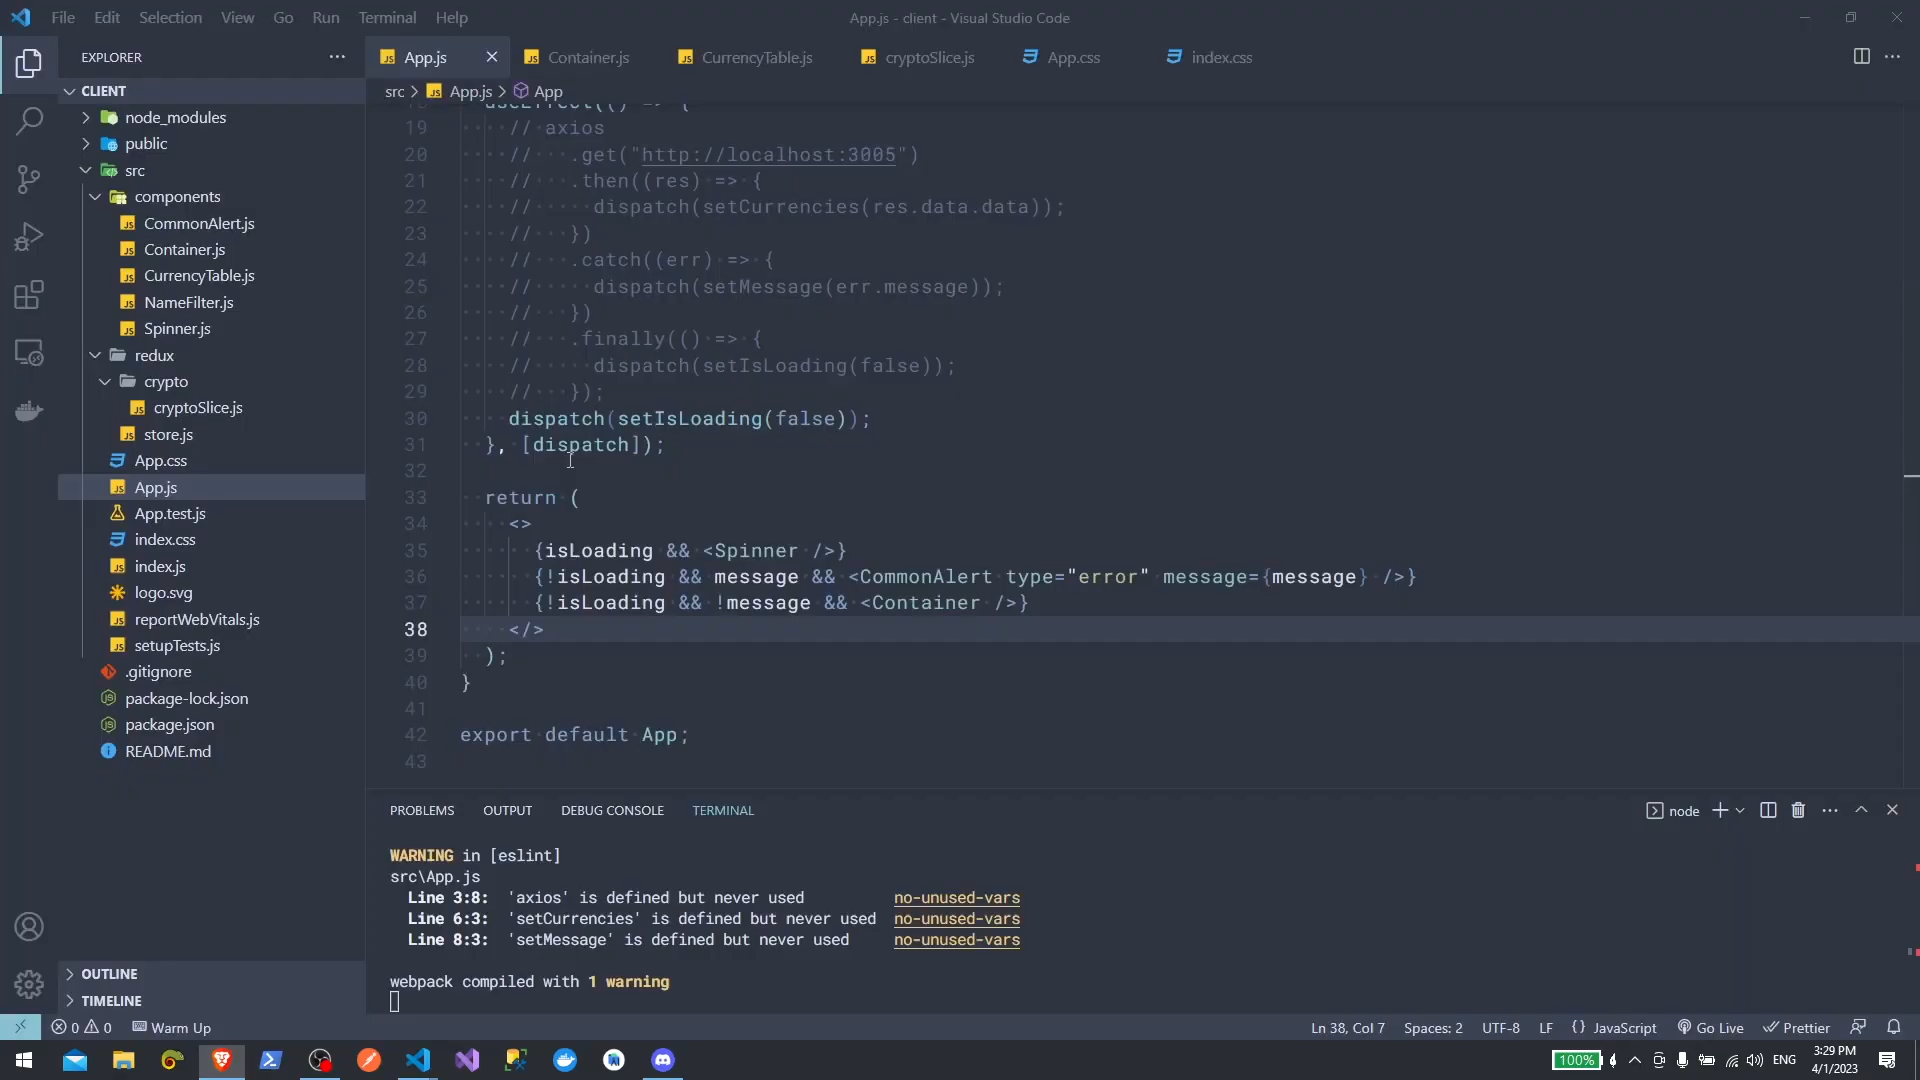 File Edit Selection View Go Run Terminal Help
App.js - client - Visual Studio Code
EXPLORER
CLIENT
node_modules
public
src
components
CommonAlert.js
Container.js
CurrencyTable.js
NameFilter.js
Spinner.js
redux
crypto
cryptoSlice.js
store.js
App.css
App.js
App.test.js
index.css
index.js
logo.svg
reportWebVitals.js
setupTests.js
.gitignore
package-lock.json
package.json
README.md
OUTLINE
TIMELINE
App.js Container.js CurrencyTable.js cryptoSlice.js App.css index.css
src > App.js > App
useEffect(() => {
19 // axios
20 //   .get("http://localhost:3005")
21 //   .then((res) => {
22 //     dispatch(setCurrencies(res.data.data));
23 //   })
24 //   .catch((err) => {
25 //     dispatch(setMessage(err.message));
26 //   })
27 //   .finally(() => {
28 //     dispatch(setIsLoading(false));
29 //   });
30 dispatch(setIsLoading(false));
31 }, [dispatch]);
32
33 return (
34 <>
35 {isLoading && <Spinner />}
36 {!isLoading && message && <CommonAlert type="error" message={message} />}
37 {!isLoading && !message && <Container />}
38 </>
39 );
40 }
41
42 export default App;
43
PROBLEMS OUTPUT DEBUG CONSOLE TERMINAL
node
WARNING in [eslint]
src\App.js
Line 3:8: 'axios' is defined but never used no-unused-vars
Line 6:3: 'setCurrencies' is defined but never used no-unused-vars
Line 8:3: 'setMessage' is defined but never used no-unused-vars
webpack compiled with 1 warning
0 0 Warm Up
Ln 38, Col 7 Spaces: 2 UTF-8 LF {} JavaScript Go Live Prettier
100% ENG 3:29 PM
4/1/2023